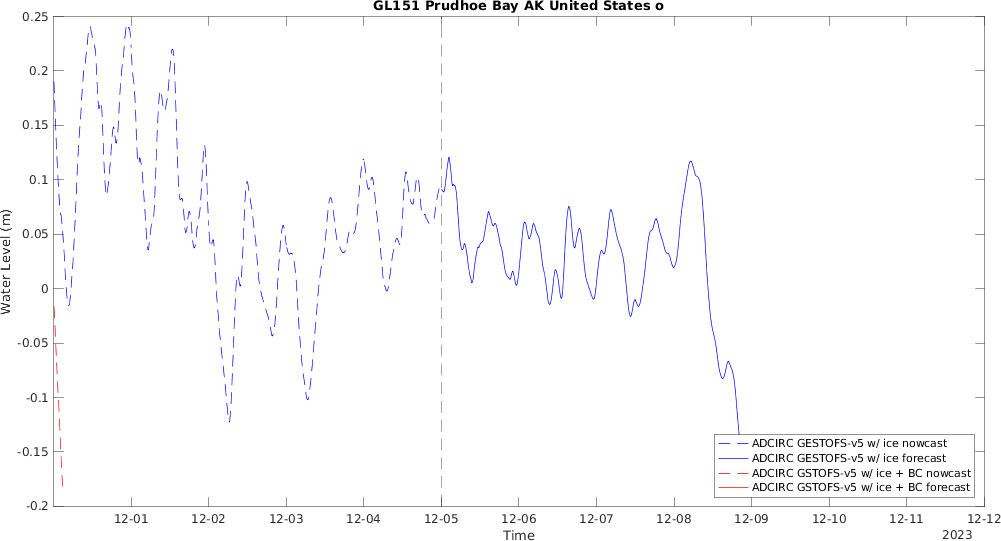 GL151 Prudhoe Bay AK United States o
0.25
0.2
0.15
0.1
0.05
0
-0.05
-0.1
-0.15
-0.2
Water Level (m)
ADCIRC GESTOFS-v5 w/ ice nowcast
ADCIRC GESTOFS-v5 w/ ice forecast
ADCIRC GSTOFS-v5 w/ ice + BC nowcast
ADCIRC GSTOFS-v5 w/ ice + BC forecast
12-01 12-02 12-03 12-04 12-05 12-06 12-07 12-08 12-09 12-10 12-11 12-12
Time
2023